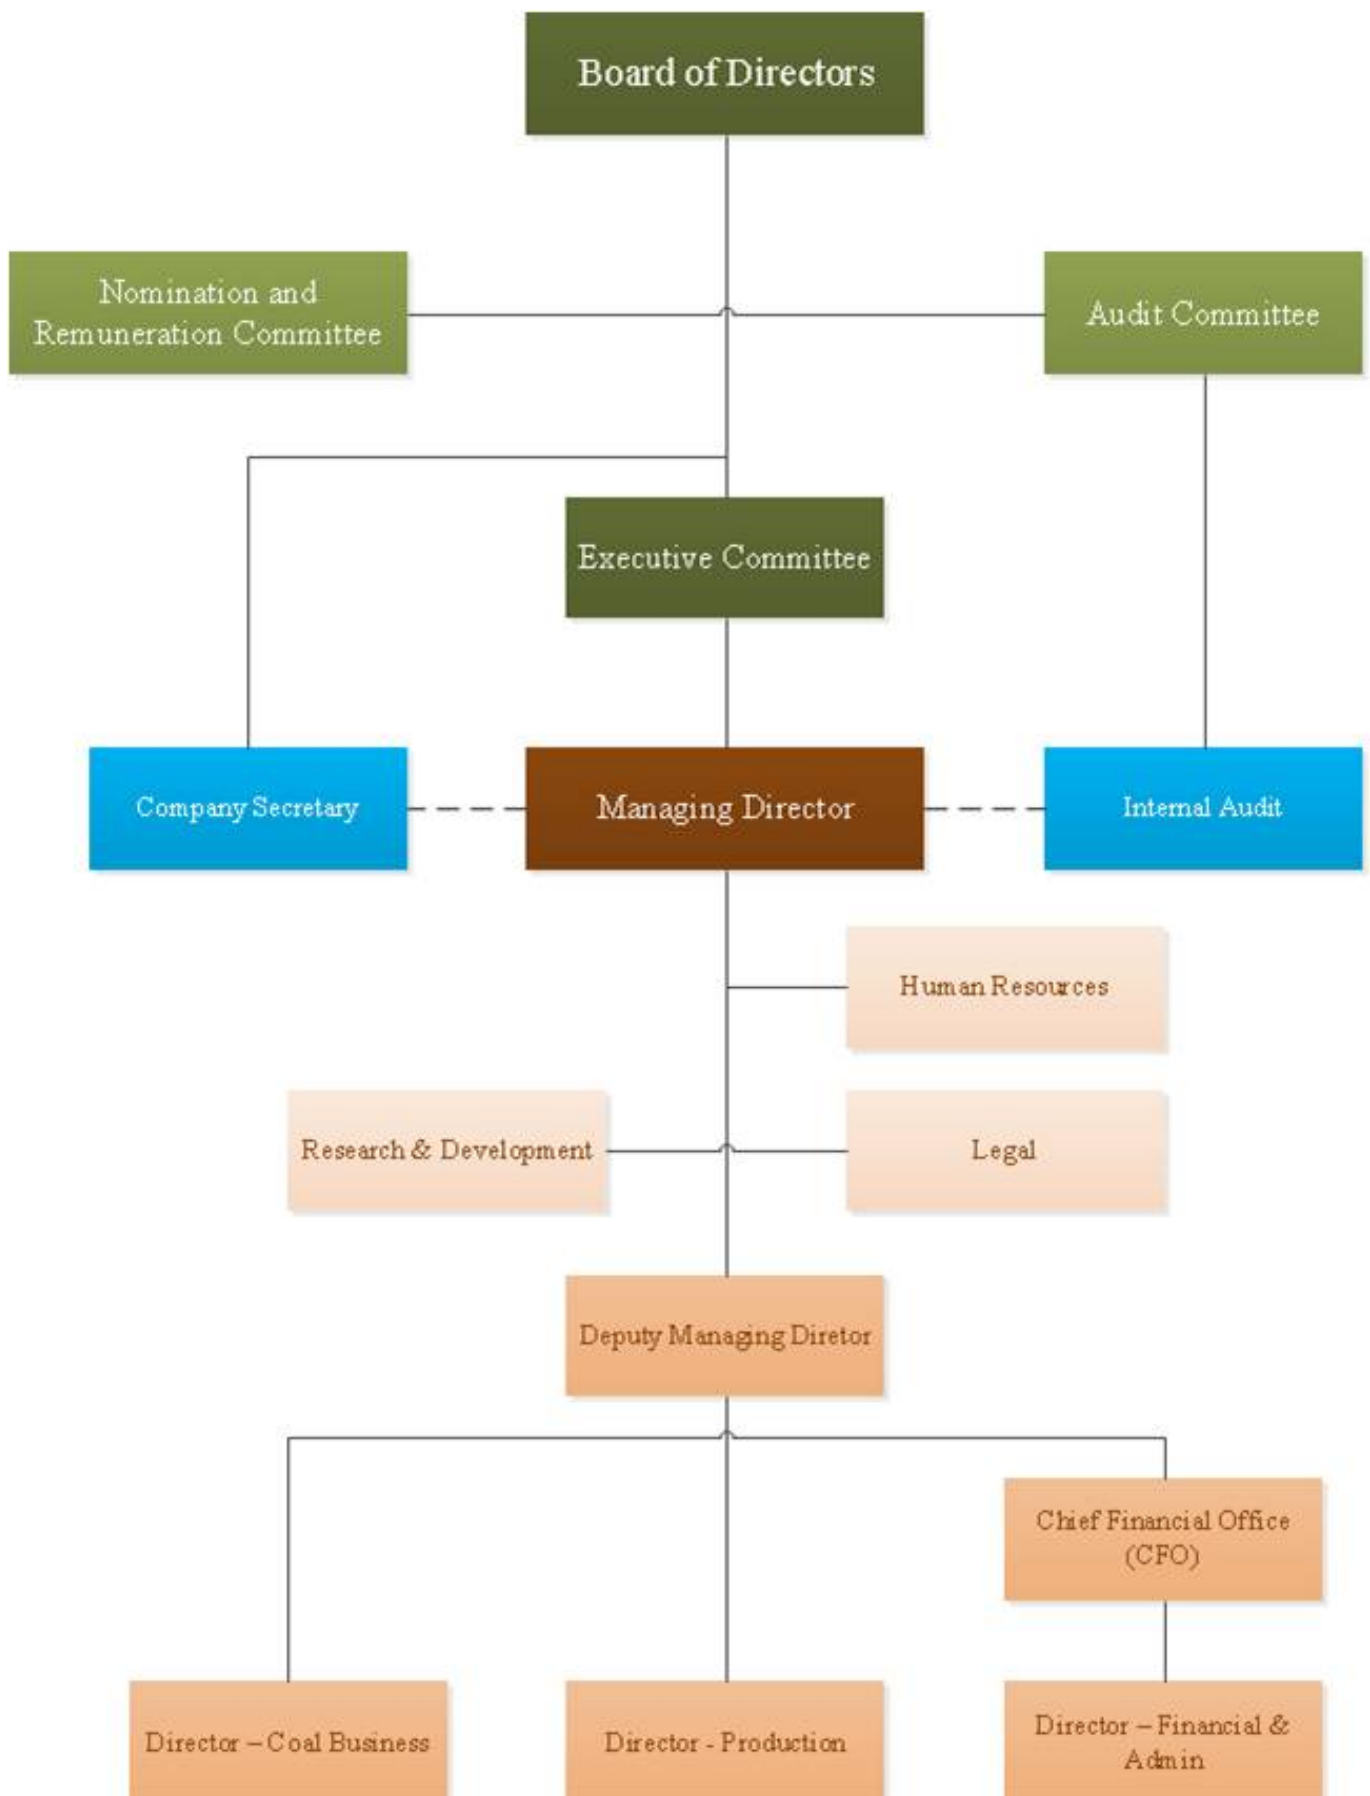 Board of Directors
Nomination and
Remuneration Committee
Audit Committee
Executive Committee
Company Secretary
Managing Director
Internal Audit
Human Resources
Research & Development
Legal
Deputy Managing Diretor
Chief Financial Office
(CFO)
Director – Coal Business
Director - Production
Director – Financial &
Admin